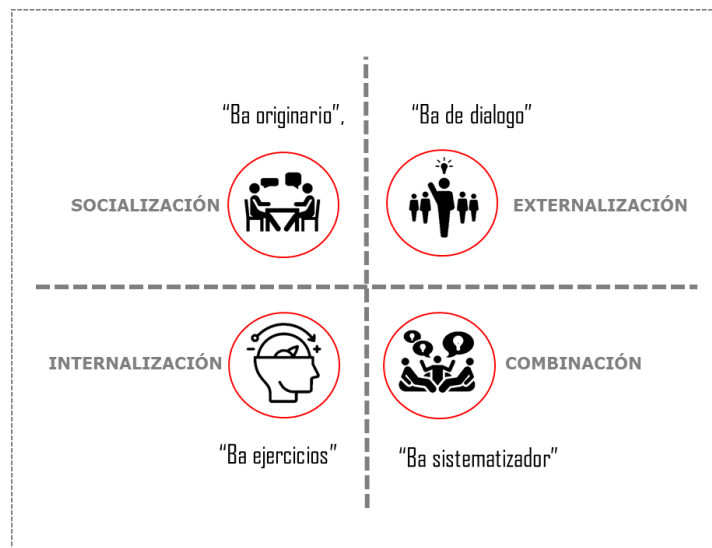 “Ba originario”,
“Ba de dialogo”
SOCIALIZACIÓN
EXTERNALIZACIÓN
INTERNALIZACIÓN
COMBINACIÓN
“Ba ejercicios”
“Ba sistematizador”